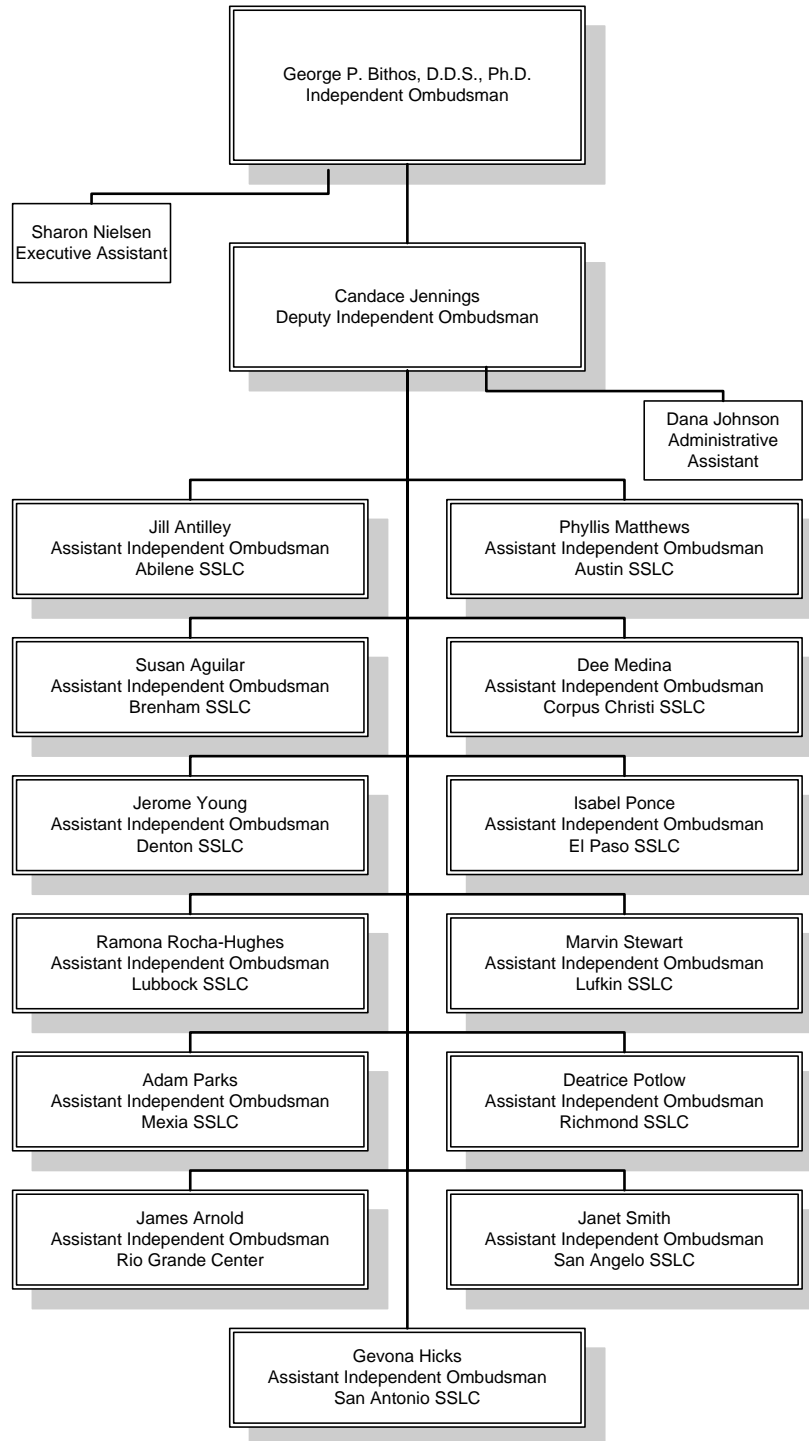 George P. Bithos, D.D.S., Ph.D.
Independent Ombudsman
Sharon Nielsen
Executive Assistant
Candace Jennings
Deputy Independent Ombudsman
Dana Johnson
Administrative
Assistant
Jill Antilley
Assistant Independent Ombudsman
Abilene SSLC
Phyllis Matthews
Assistant Independent Ombudsman
Austin SSLC
Susan Aguilar
Assistant Independent Ombudsman
Brenham SSLC
Dee Medina
Assistant Independent Ombudsman
Corpus Christi SSLC
Jerome Young
Assistant Independent Ombudsman
Denton SSLC
Isabel Ponce
Assistant Independent Ombudsman
El Paso SSLC
Ramona Rocha-Hughes
Assistant Independent Ombudsman
Lubbock SSLC
Marvin Stewart
Assistant Independent Ombudsman
Lufkin SSLC
Adam Parks
Assistant Independent Ombudsman
Mexia SSLC
Deatrice Potlow
Assistant Independent Ombudsman
Richmond SSLC
James Arnold
Assistant Independent Ombudsman
Rio Grande Center
Janet Smith
Assistant Independent Ombudsman
San Angelo SSLC
Gevona Hicks
Assistant Independent Ombudsman
San Antonio SSLC